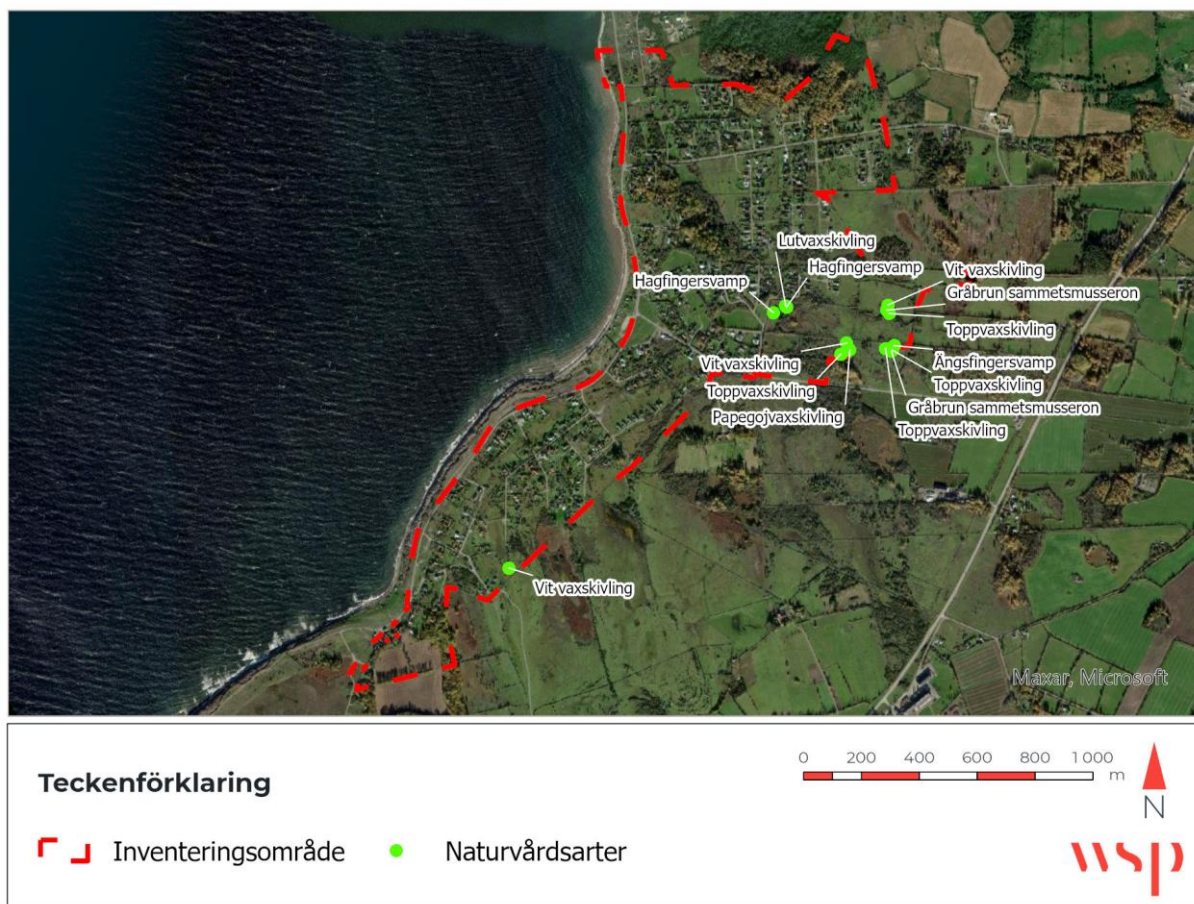 Lutvaxskivling
Hagfingersvamp
Hagfingersvamp
Vit vaxskivling
Gråbrun sammetsmusseron
Toppvaxskivling
Vit vaxskivling
Ängsfingersvamp
Toppvaxskivling
Toppvaxskivling
Papegojvaxskivling
Gråbrun sammetsmusseron
Toppvaxskivling
Vit vaxskivling
Maxar, Microsoft
Teckenförklaring
0 200 400 600 800 1 000
m
N
Inventeringsområde
Naturvårdsarter
wsp